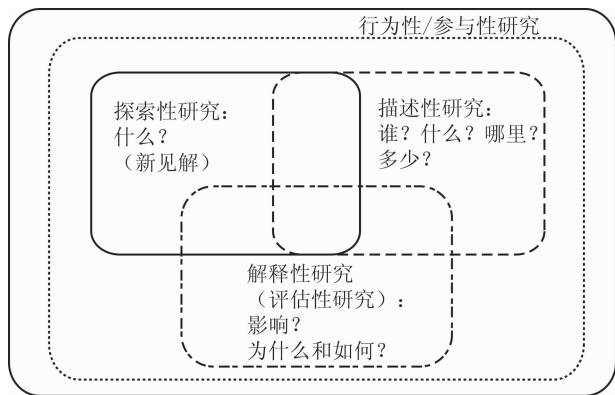 行为性/参与性研究
探索性研究：
什么？
（新见解）
描述性研究：
谁？什么？哪里？
多少？
解释性研究
（评估性研究）：
影响？
为什么和如何？